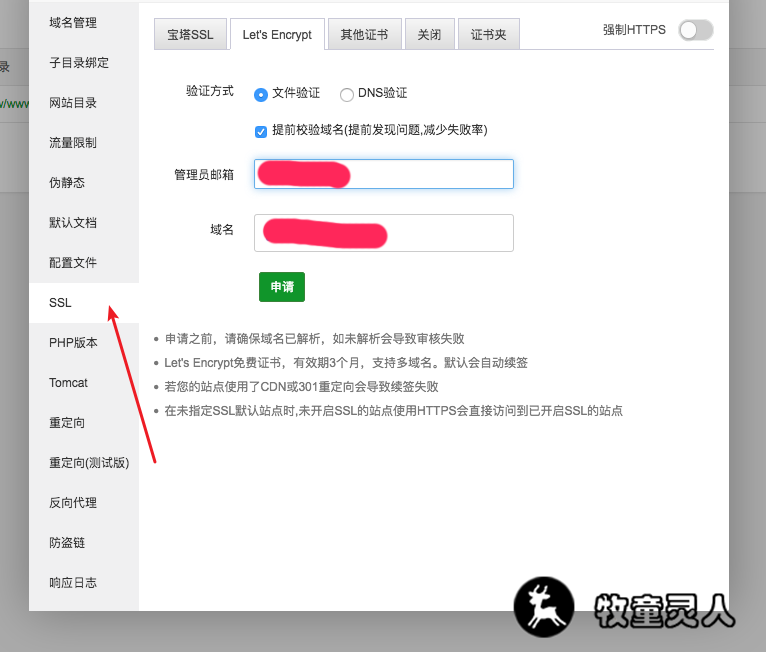 域名管理
子目录绑定
网站目录
流量限制
伪静态
默认文档
配置文件
SSL
PHP版本
Tomcat
重定向
重定向(测试版)
反向代理
防盗链
响应日志
宝塔SSL
Let's Encrypt
其他证书
关闭
证书夹
强制HTTPS
验证方式
文件验证
DNS验证
提前校验域名(提前发现问题,减少失败率)
管理员邮箱
域名
申请
申请之前，请确保域名已解析，如未解析会导致审核失败
Let's Encrypt免费证书，有效期3个月，支持多域名。默认会自动续签
若您的站点使用了CDN或301重定向会导致续签失败
在未指定SSL默认站点时,未开启SSL的站点使用HTTPS会直接访问到已开启SSL的站点
录
/www
牧童灵人